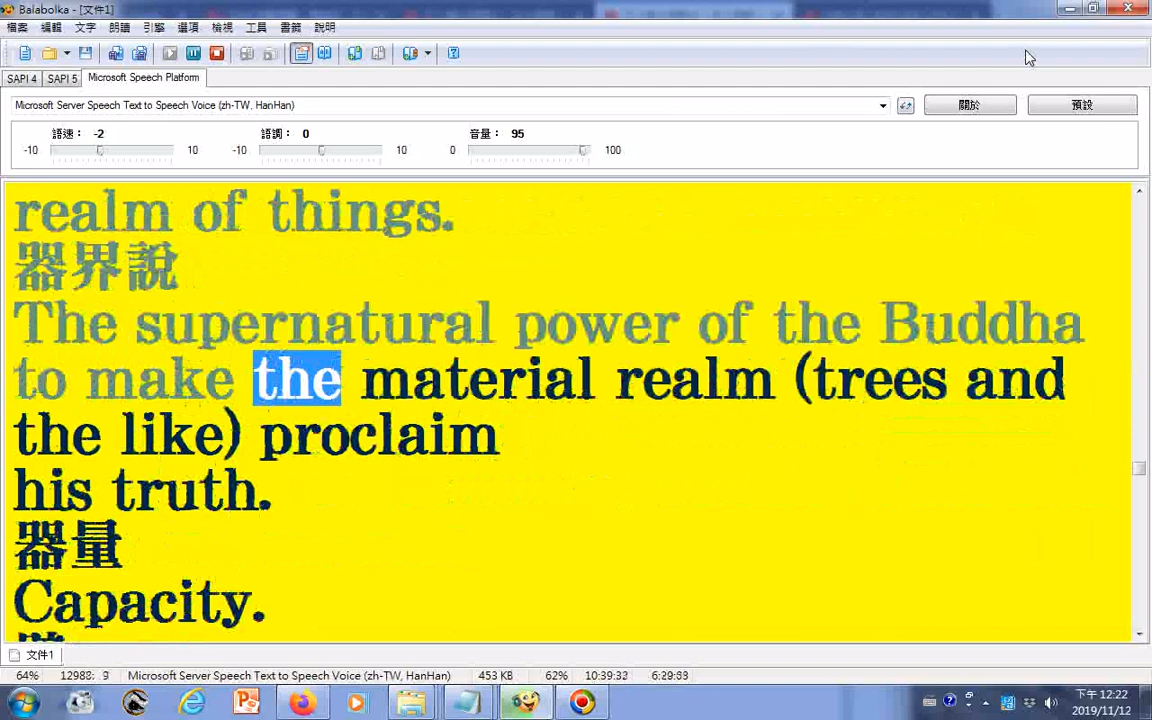 Balabolka - [文件1]
檔案 編輯 文字 朗讀 引擎 選項 檢視 工具 書籤 說明
SAPI 4 SAPI 5 Microsoft Speech Platform
Microsoft Server Speech Text to Speech Voice (zh-TW, HanHan) 關於 預設
語速： -2 語調： 0 音量： 95
-10 10 -10 10 0 100
realm of things.
器界說
The supernatural power of the Buddha
to make the material realm (trees and
the like) proclaim
his truth.
器量
Capacity.
文件1
64% Microsoft Server Speech Text to Speech Voice (zh-TW, HanHan) 453 KB 62% 10:39:32
下午 12:22
2019/11/12